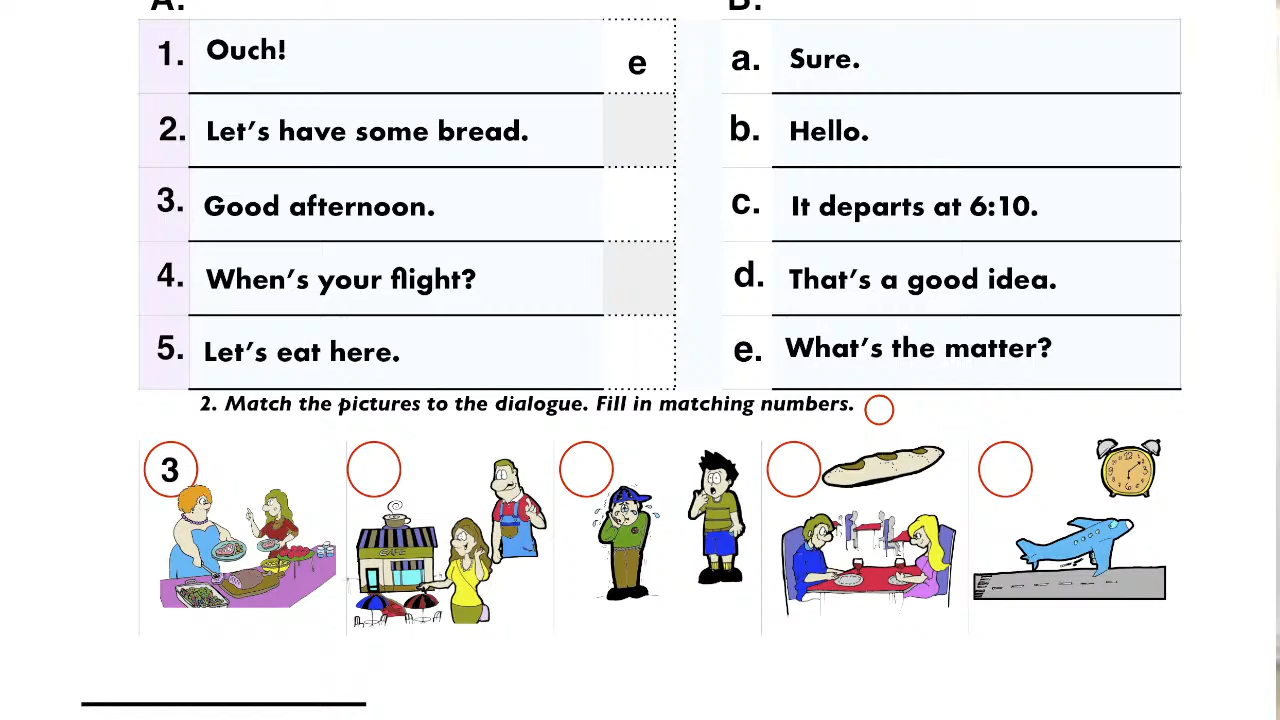 A. B.
1. Ouch! e a. Sure.
2. Let's have some bread. b. Hello.
3. Good afternoon. c. It departs at 6:10.
4. When's your flight? d. That's a good idea.
5. Let's eat here. e. What's the matter?
2. Match the pictures to the dialogue. Fill in matching numbers.
3